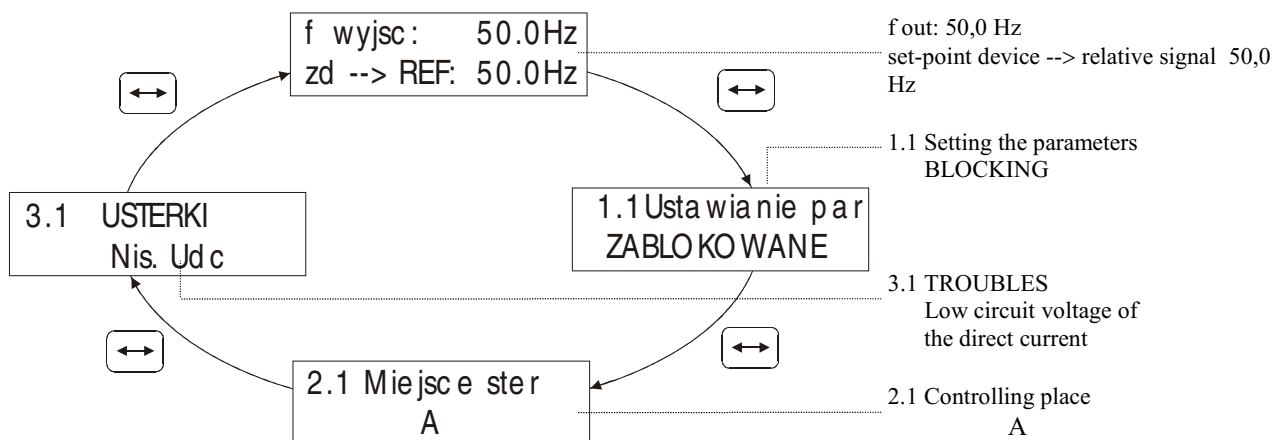 f wyjsc: 50.0Hz
zd --> REF: 50.0Hz
f out: 50,0 Hz
set-point device --> relative signal 50,0
Hz
1.1 Setting the parameters
BLOCKING
1.1Ustawianie par
ZABLOKOWANE
3.1 USTERKI
Nis. Udc
3.1 TROUBLES
Low circuit voltage of
the direct current
2.1 Miejsce ster
A
2.1 Controlling place
A